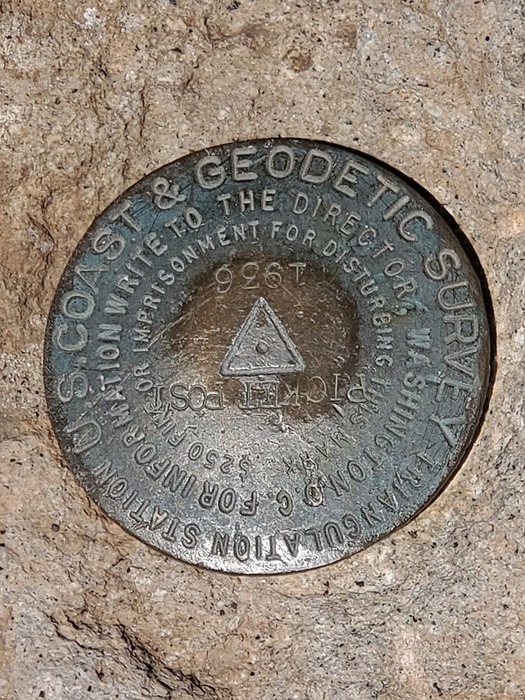 U.S. COAST & GEODETIC SURVEY
TRIANGULATION STATION
FOR INFORMATION WRITE TO THE DIRECTOR, WASHINGTON, D.C.
$250 FINE OR IMPRISONMENT FOR DISTURBING THIS MARK.
PICKET POST
1936